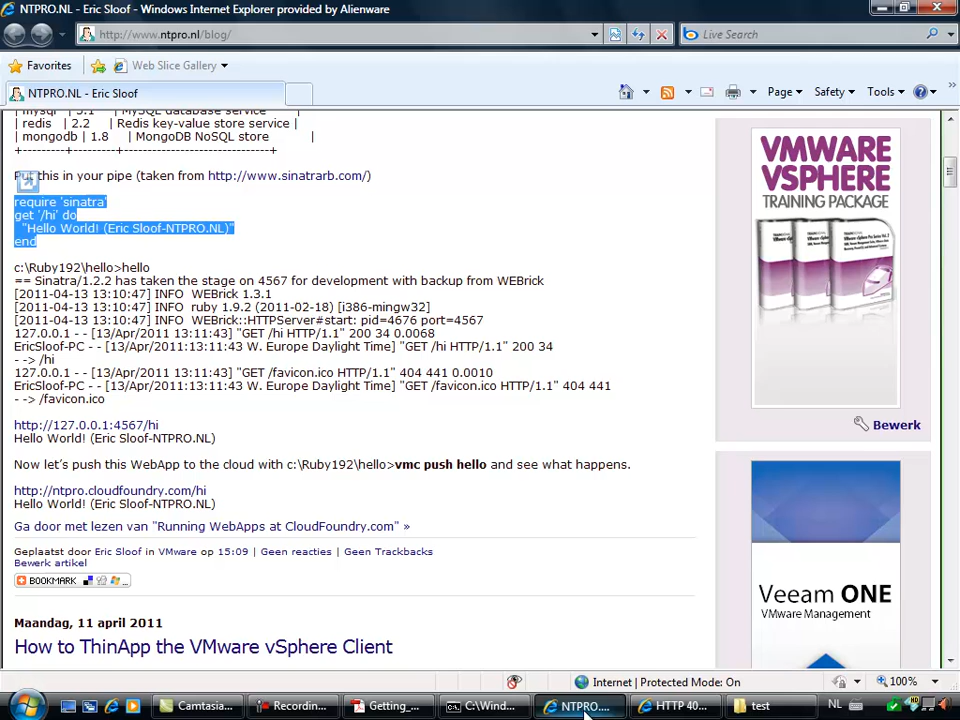 NTPRO.NL - Eric Sloof - Windows Internet Explorer provided by Alienware
http://www.ntpro.nl/blog/
Live Search
Favorites
Web Slice Gallery
NTPRO.NL - Eric Sloof
Page
Safety
Tools
| mysql | 5.1 | MySQL database service |
| redis | 2.2 | Redis key-value store service |
| mongodb | 1.8 | MongoDB NoSQL store |
+---------+---------+-------------------------------+
Put this in your pipe (taken from http://www.sinatrarb.com/)
require 'sinatra'
get '/hi' do
"Hello World! (Eric Sloof-NTPRO.NL)"
end
c:\Ruby192\hello>hello
== Sinatra/1.2.2 has taken the stage on 4567 for development with backup from WEBrick
[2011-04-13 13:10:47] INFO WEBrick 1.3.1
[2011-04-13 13:10:47] INFO ruby 1.9.2 (2011-02-18) [i386-mingw32]
[2011-04-13 13:10:47] INFO WEBrick::HTTPServer#start: pid=4676 port=4567
127.0.0.1 - - [13/Apr/2011 13:11:43] "GET /hi HTTP/1.1" 200 34 0.0068
EricSloof-PC - - [13/Apr/2011:13:11:43 W. Europe Daylight Time] "GET /hi HTTP/1.1" 200 34
- -> /hi
127.0.0.1 - - [13/Apr/2011 13:11:43] "GET /favicon.ico HTTP/1.1" 404 441 0.0010
EricSloof-PC - - [13/Apr/2011:13:11:43 W. Europe Daylight Time] "GET /favicon.ico HTTP/1.1" 404 441
- -> /favicon.ico
http://127.0.0.1:4567/hi
Hello World! (Eric Sloof-NTPRO.NL)
Now let's push this WebApp to the cloud with c:\Ruby192\hello>vmc push hello and see what happens.
http://ntpro.cloudfoundry.com/hi
Hello World! (Eric Sloof-NTPRO.NL)
Ga door met lezen van "Running WebApps at CloudFoundry.com" »
Geplaatst door Eric Sloof in VMware op 15:09 | Geen reacties | Geen Trackbacks
Bewerk artikel
BOOKMARK
Maandag, 11 april 2011
How to ThinApp the VMware vSphere Client
VMWARE
VSPHERE
TRAINING PACKAGE
Bewerk
Veeam ONE
VMware Management
Internet | Protected Mode: On
100%
Camtasia...
Recordin...
Getting_...
C:\Wind...
NTPRO....
HTTP 40...
test
NL
1:06